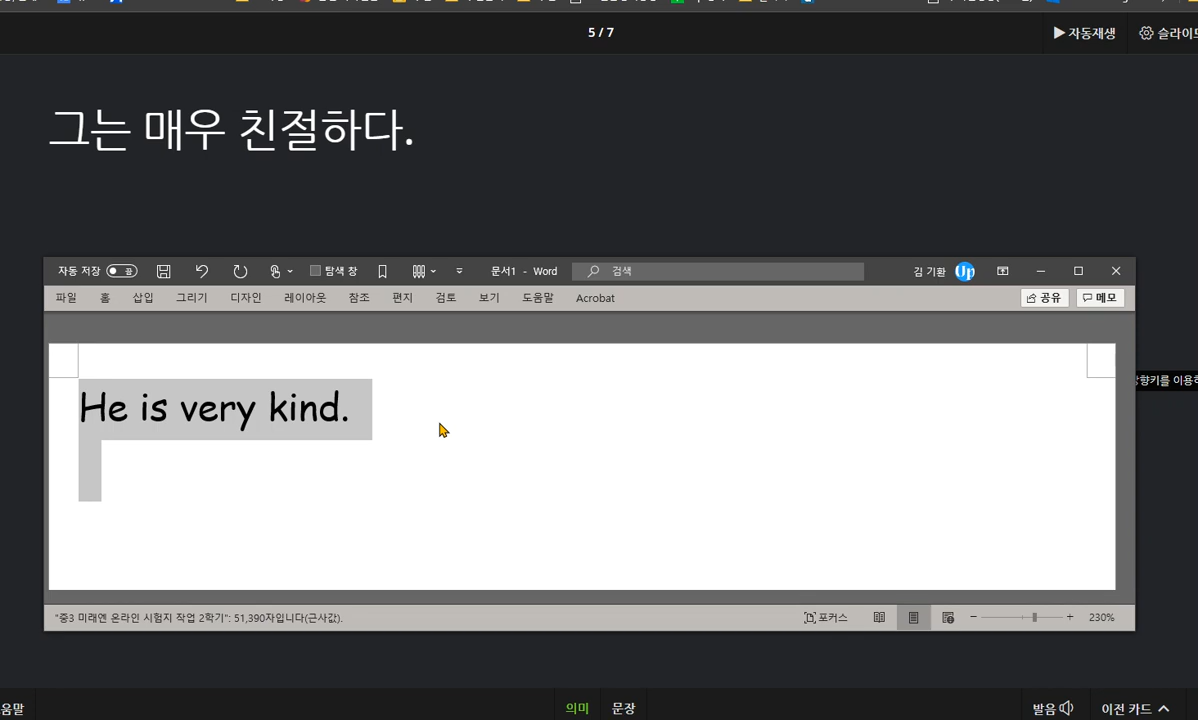 5 / 7
▶ 자동재생
그는 매우 친절하다.
자동 저장 끔 탐색 창 문서1 - Word 검색 김 기환 Up
파일 홈 삽입 그리기 디자인 레이아웃 참조 편지 검토 보기 도움말 Acrobat 공유 메모
He is very kind.
"중3 미래엔 온라인 시험지 작업 2학기": 51,390자입니다(근사값). 포커스 230%
의미 문장 발음 이전 카드